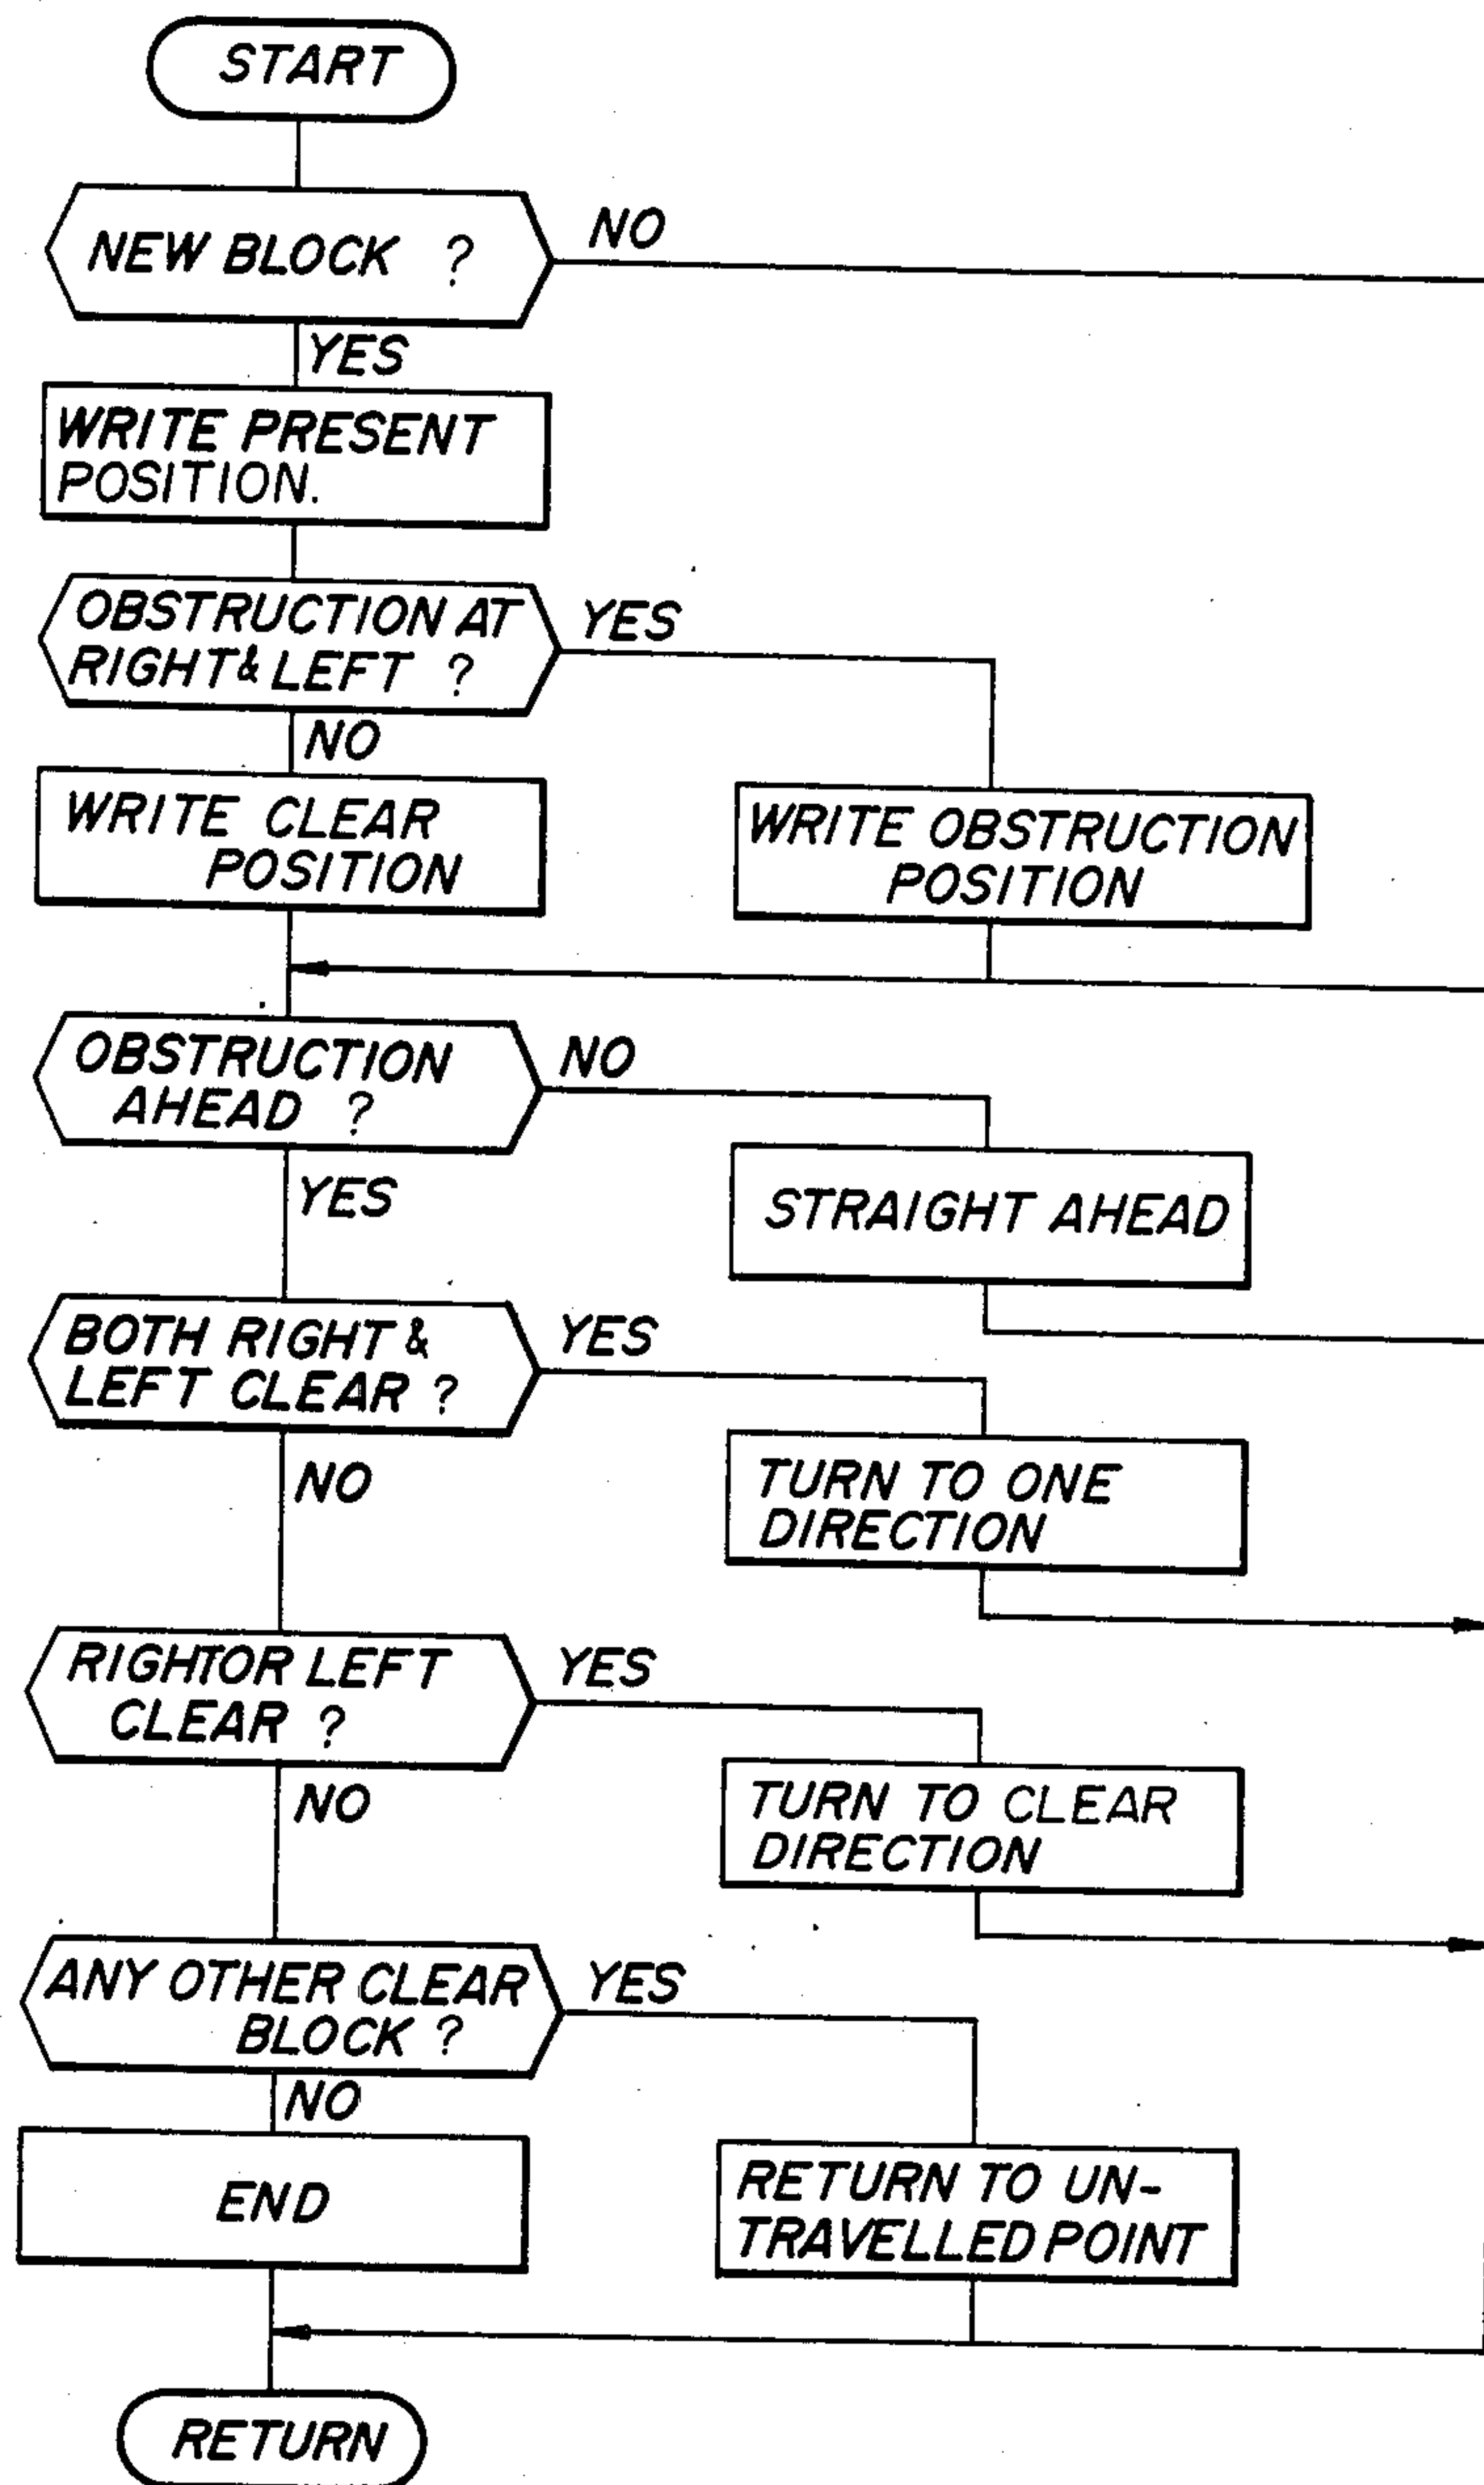 START
NEW BLOCK ?
NO
YES
WRITE PRESENT
POSITION.
OBSTRUCTION AT
RIGHT & LEFT ?
YES
NO
WRITE CLEAR
POSITION
WRITE OBSTRUCTION
POSITION
OBSTRUCTION
AHEAD ?
NO
YES
STRAIGHT AHEAD
BOTH RIGHT &
LEFT CLEAR ?
YES
NO
TURN TO ONE
DIRECTION
RIGHT OR LEFT
CLEAR ?
YES
NO
TURN TO CLEAR
DIRECTION
ANY OTHER CLEAR
BLOCK ?
YES
NO
END
RETURN TO UN-
TRAVELLED POINT
RETURN